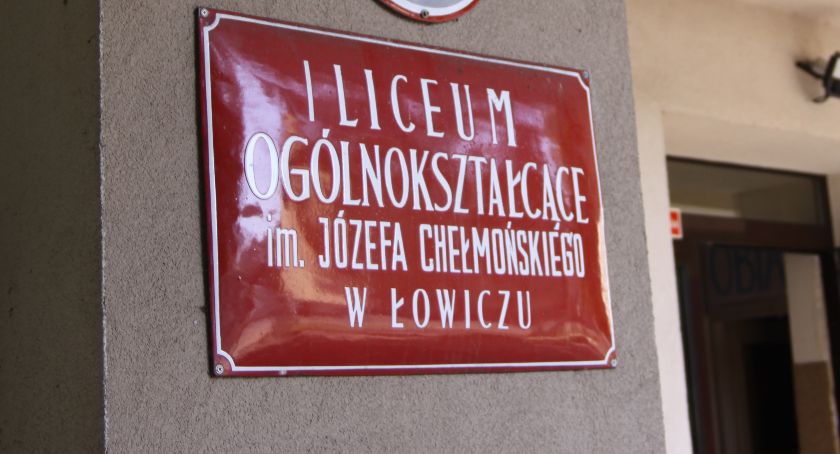 I LICEUM
OGÓLNOKSZTAŁCĄCE
im. JÓZEFA CHEŁMOŃSKIEGO
W ŁOWICZU